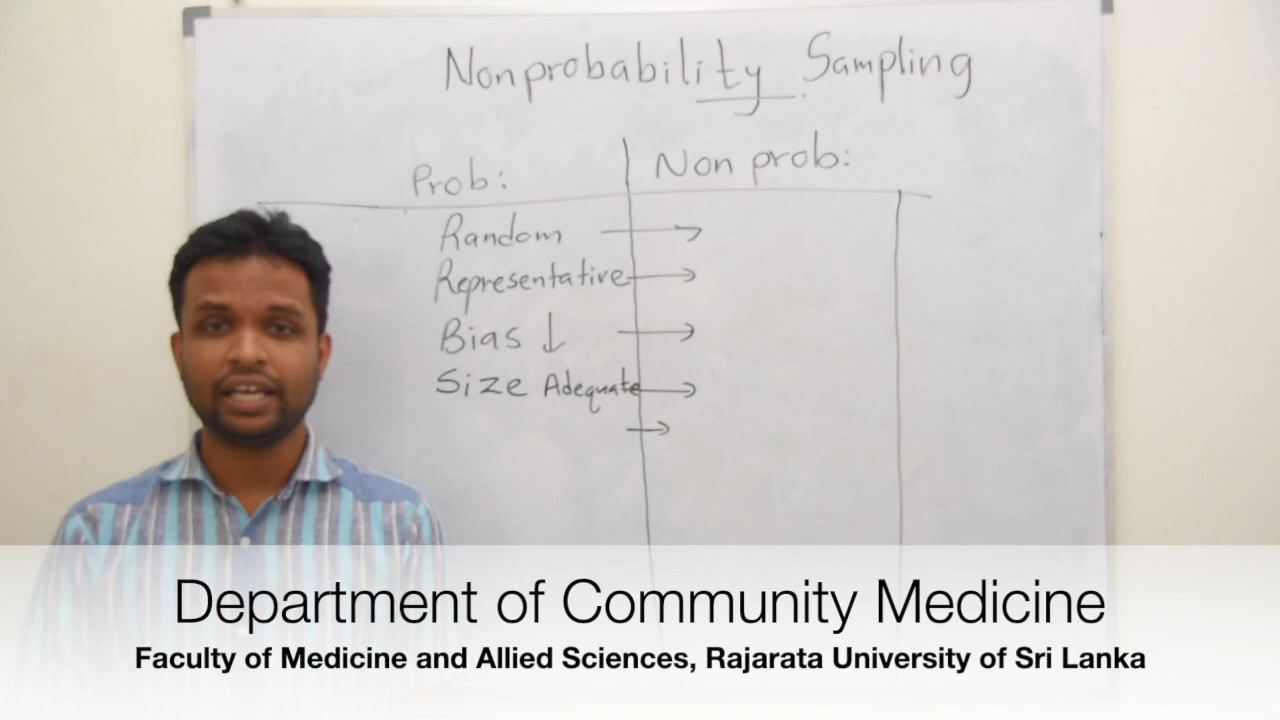 Nonprobability Sampling
Prob: Non prob:
Random →
Representative →
Bias ↓ →
Size Adequate →
→
Department of Community Medicine
Faculty of Medicine and Allied Sciences, Rajarata University of Sri Lanka